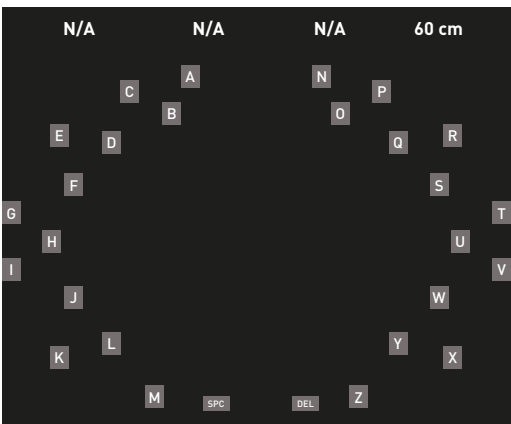 N/A N/A N/A 60 cm
A N
C P
B O
E D Q R
F S
G T
H U
I V
J W
L Y
K X
M SPC DEL Z